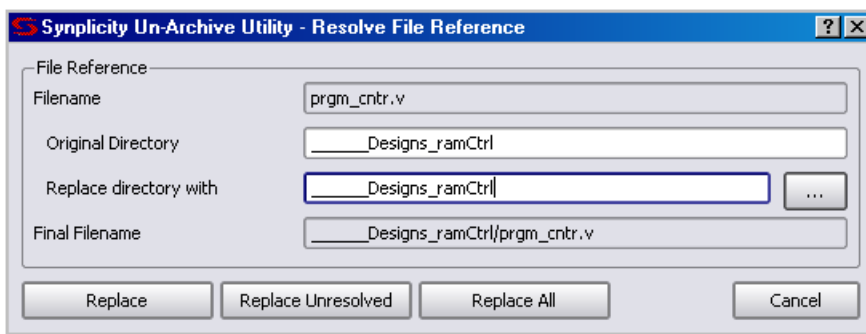 Synplicity Un-Archive Utility - Resolve File Reference ? X
File Reference
Filename prgm_cntr.v
Original Directory ______Designs_ramCtrl
Replace directory with ______Designs_ramCtrl ...
Final Filename ______Designs_ramCtrl/prgm_cntr.v
Replace Replace Unresolved Replace All Cancel